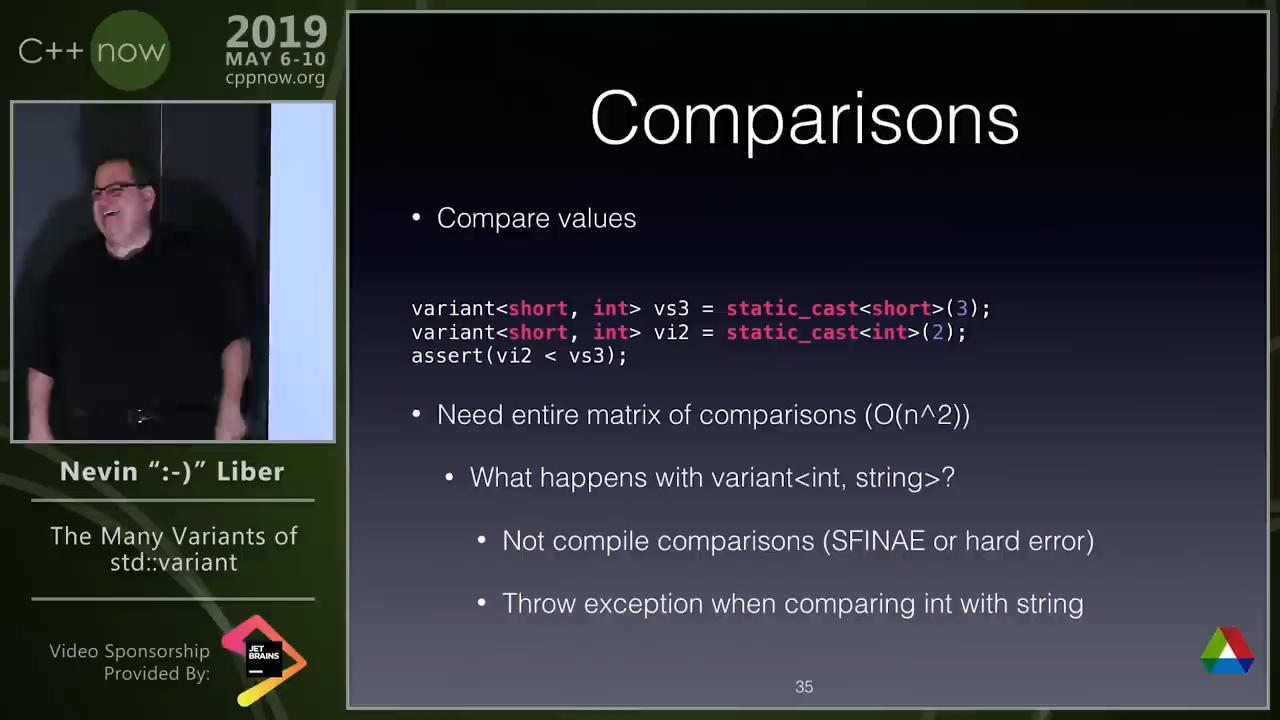 C++ now
2019
MAY 6-10
cppnow.org
Nevin “:-)” Liber
The Many Variants of
std::variant
Video Sponsorship
Provided By:
JET
BRAINS
Comparisons
• Compare values
variant<short, int> vs3 = static_cast<short>(3);
variant<short, int> vi2 = static_cast<int>(2);
assert(vi2 < vs3);
• Need entire matrix of comparisons (O(n^2))
• What happens with variant<int, string>?
• Not compile comparisons (SFINAE or hard error)
• Throw exception when comparing int with string
35